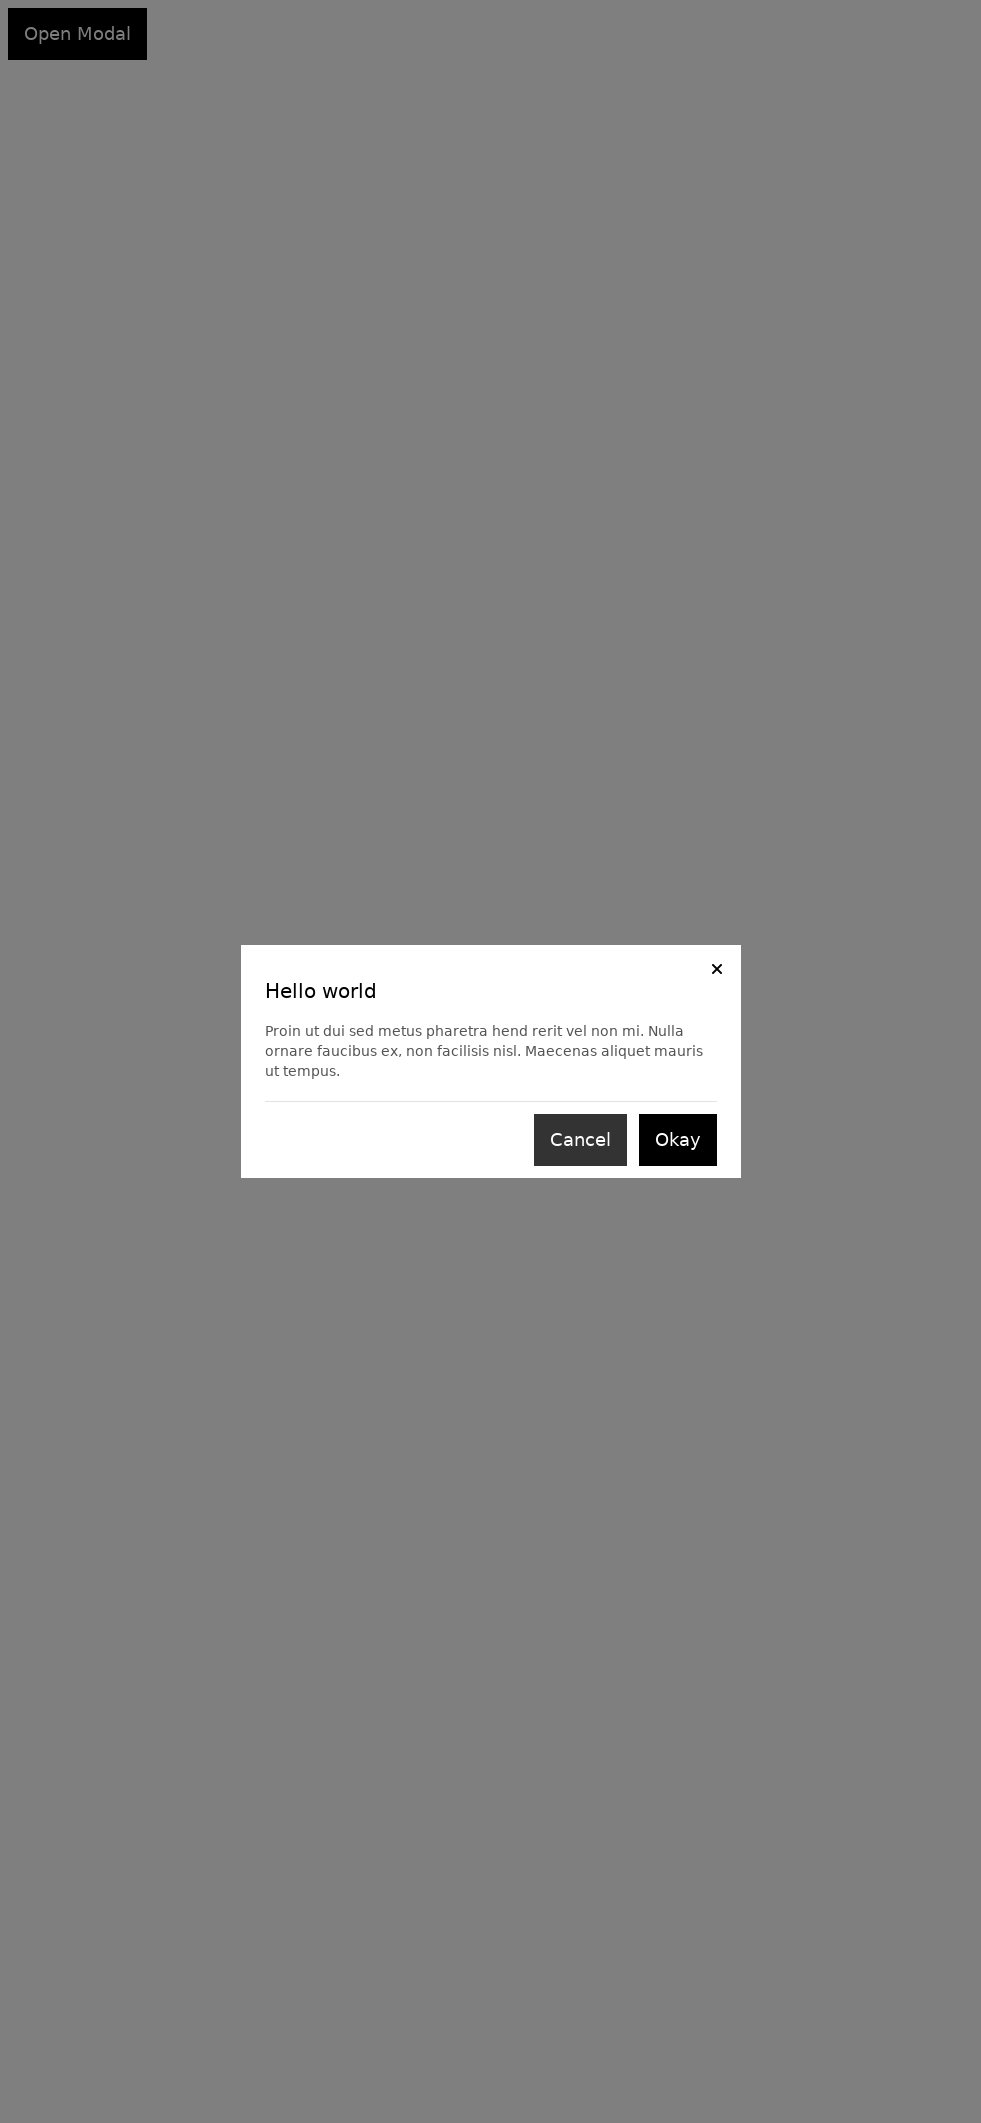 Open Modal
Hello world
Proin ut dui sed metus pharetra hend rerit vel non mi. Nulla
ornare faucibus ex, non facilisis nisl. Maecenas aliquet mauris
ut tempus.
Cancel
Okay